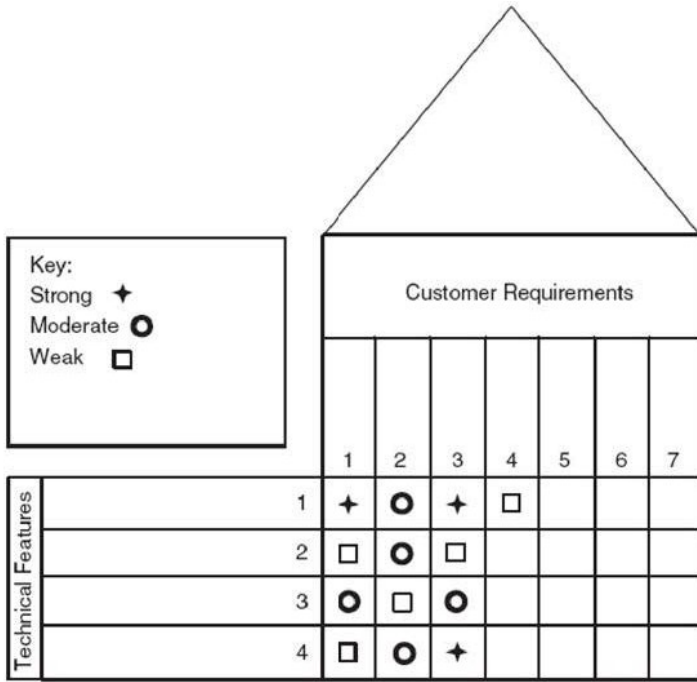 Key:
Strong
Moderate
Weak
Customer Requirements
1 2 3 4 5 6 7
Technical Features
1
2
3
4